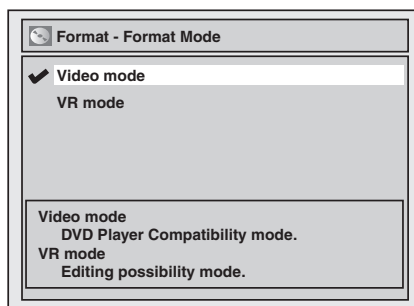 Format - Format Mode
Video mode
VR mode
Video mode
DVD Player Compatibility mode.
VR mode
Editing possibility mode.